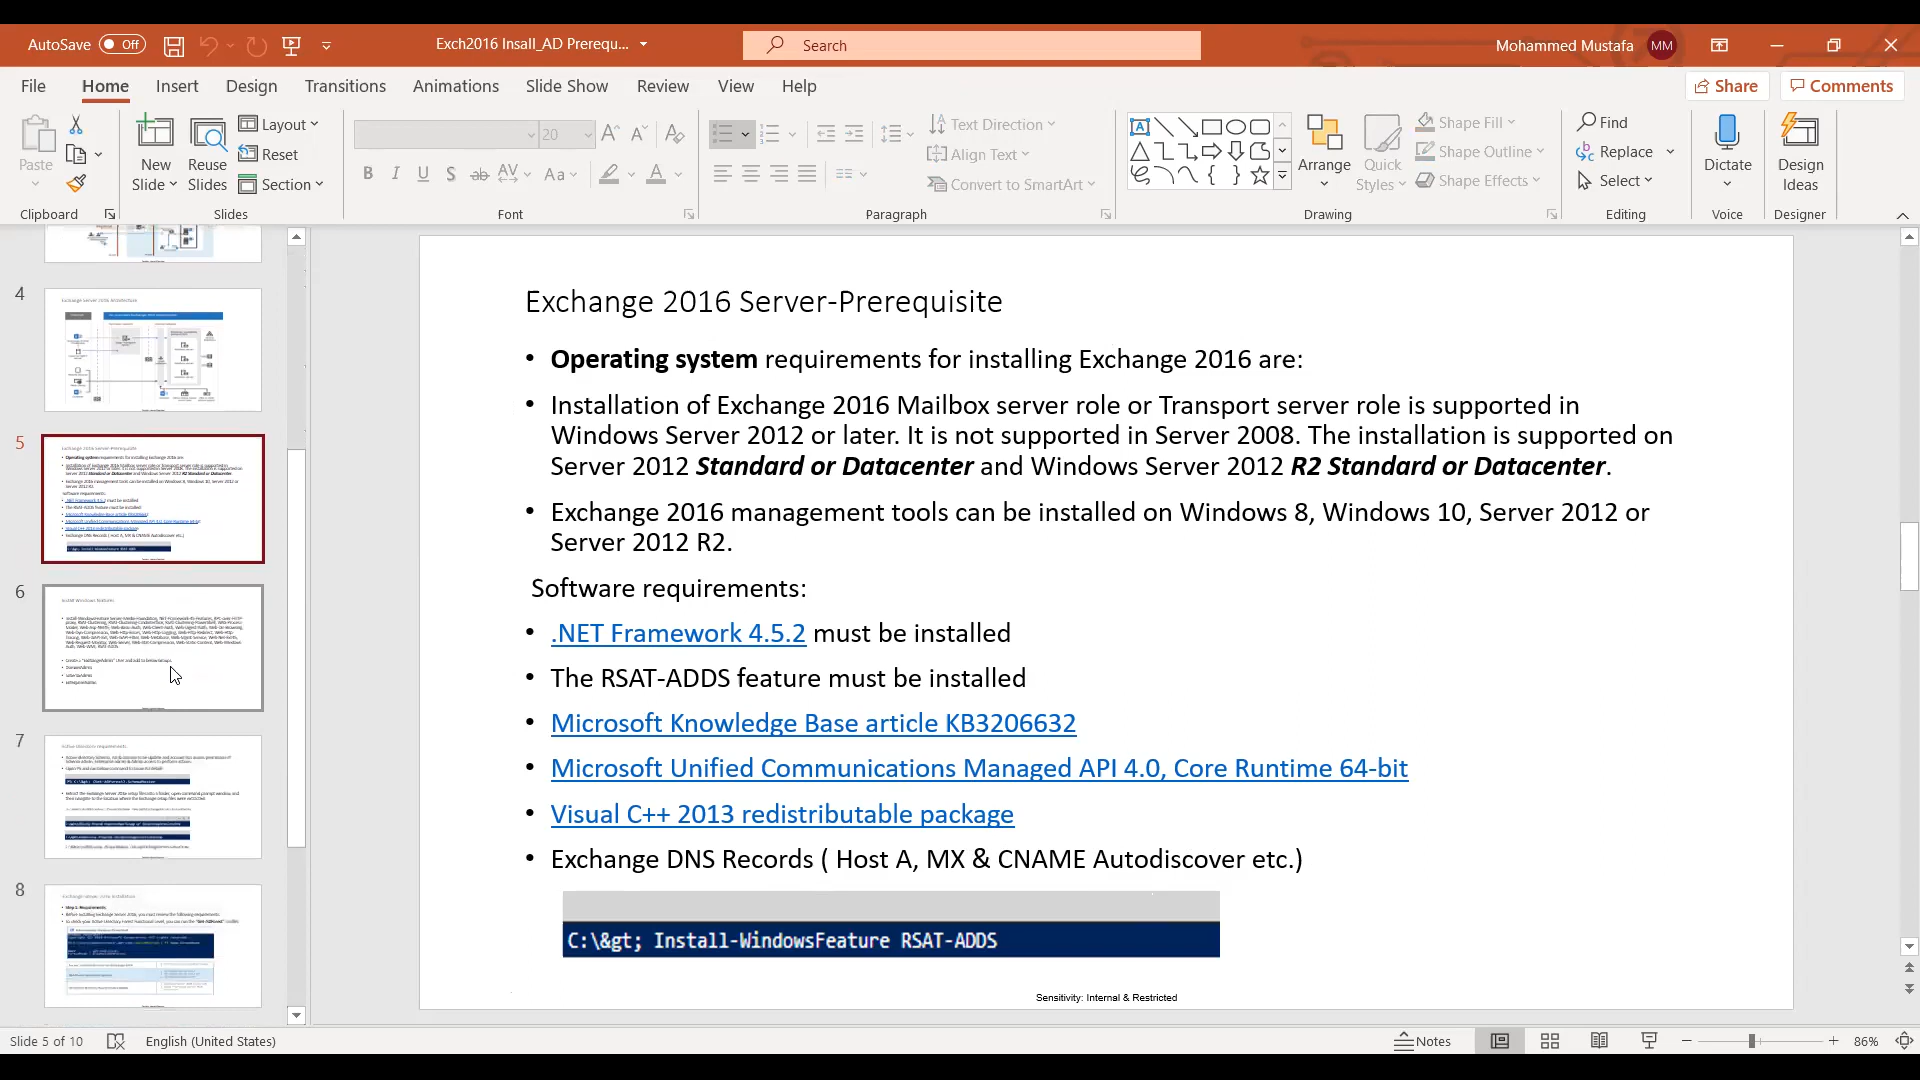 AutoSave Off
Exch2016 Insall_AD Prerequ...
Search
Mohammed Mustafa MM
File Home Insert Design Transitions Animations Slide Show Review View Help
Share Comments
Paste
Clipboard
New Slide
Reuse Slides
Layout
Reset
Section
Slides
20
Font
Text Direction
Align Text
Convert to SmartArt
Paragraph
Arrange
Quick Styles
Shape Fill
Shape Outline
Shape Effects
Drawing
Find
Replace
Select
Editing
Dictate
Voice
Design Ideas
Designer
4
5
6
7
8
Exchange 2016 Server-Prerequisite
• Operating system requirements for installing Exchange 2016 are:
• Installation of Exchange 2016 Mailbox server role or Transport server role is supported in
Windows Server 2012 or later. It is not supported in Server 2008. The installation is supported on
Server 2012 Standard or Datacenter and Windows Server 2012 R2 Standard or Datacenter.
• Exchange 2016 management tools can be installed on Windows 8, Windows 10, Server 2012 or
Server 2012 R2.
Software requirements:
• .NET Framework 4.5.2 must be installed
• The RSAT-ADDS feature must be installed
• Microsoft Knowledge Base article KB3206632
• Microsoft Unified Communications Managed API 4.0, Core Runtime 64-bit
• Visual C++ 2013 redistributable package
• Exchange DNS Records ( Host A, MX & CNAME Autodiscover etc.)
C:\&gt; Install-WindowsFeature RSAT-ADDS
Sensitivity: Internal & Restricted
Slide 5 of 10
English (United States)
Notes
86%